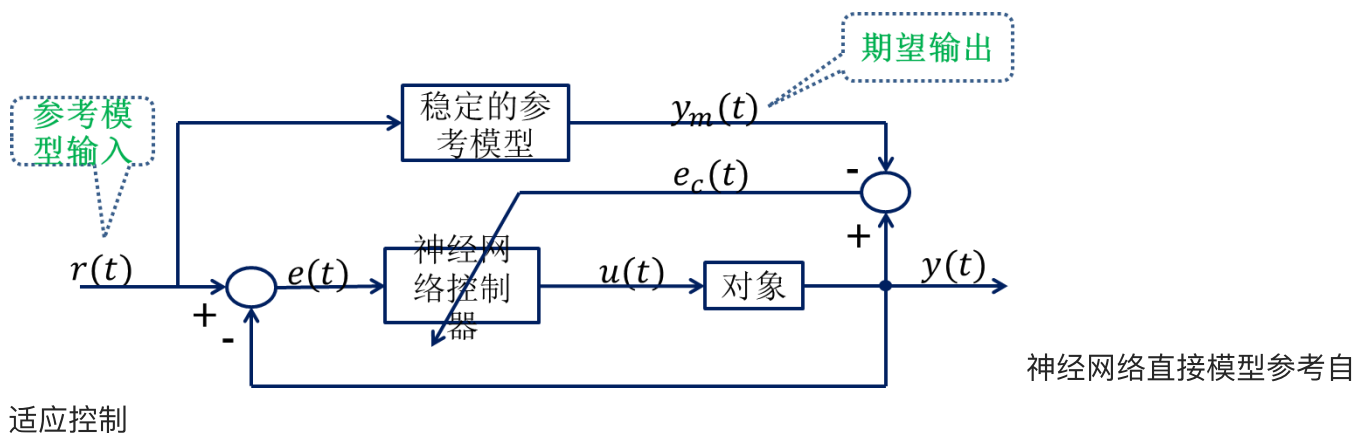 期望输出
参考模
型输入
稳定的参
考模型
y_m(t)
-
e_c(t)
+
神经网
络控制
器
r(t)
e(t)
u(t)
对象
y(t)
+
-
神经网络直接模型参考自
适应控制